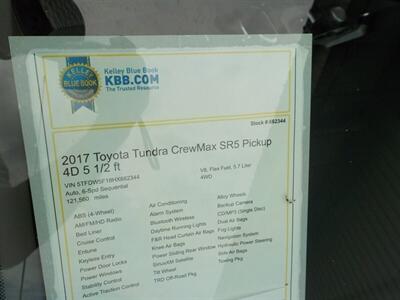 KELLEY
BLUE BOOK
Kelley Blue Book
KBB.COM
The Trusted Resource
Stock # X62344
2017 Toyota Tundra CrewMax SR5 Pickup
4D 5 1/2 ft
Auto, 6-Spd Sequential
121,560 miles
V8, Flex Fuel, 5.7 Liter
4WD
ABS (4-Wheel)
AM/FM/HD Radio
Bed Liner
Cruise Control
Entune
Keyless Entry
Power Door Locks
Power Windows
Stability Control
Active Traction Control
Air Conditioning
Alarm System
Bluetooth Wireless
Daytime Running Lights
F&R Head Curtain Air Bags
Knee Air Bags
Power Sliding Rear Window
SiriusXM Satellite
Tilt Wheel
TRD Off-Road Pkg
Alloy Wheels
Backup Camera
CD/MP3 (Single Disc)
Dual Air Bags
Fog Lights
Navigation System
Hydraulic Power Steering
Side Air Bags
Towing Pkg